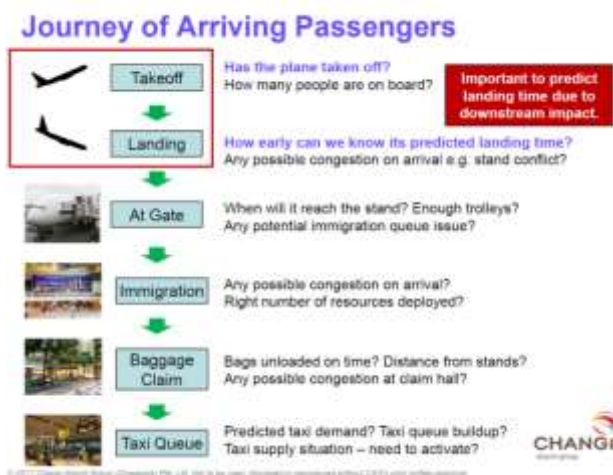 Journey of Arriving Passengers
Takeoff
Has the plane taken off?
How many people are on board?
Important to predict
landing time due to
downstream impact.
Landing
How early can we know its predicted landing time?
Any possible congestion on arrival e.g. stand conflict?
At Gate
When will it reach the stand? Enough trolleys?
Any potential immigration queue issue?
Immigration
Any possible congestion on arrival?
Right number of resources deployed?
Baggage
Claim
Bags unloaded on time? Distance from stands?
Any possible congestion at claim hall?
Taxi Queue
Predicted taxi demand? Taxi queue buildup?
Taxi supply situation – need to activate?
CHANGI